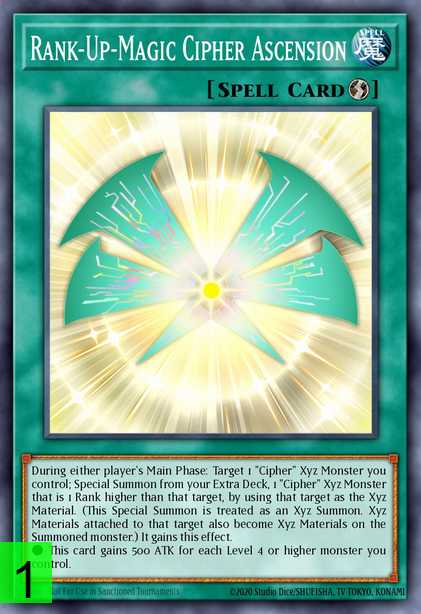 RANK-UP-MAGIC CIPHER ASCENSION
SPELL
魔
[SPELL CARD]
During either player's Main Phase: Target 1 "Cipher" Xyz Monster you
control; Special Summon from your Extra Deck, 1 "Cipher" Xyz Monster
that is 1 Rank higher than that target, by using that target as the Xyz
Material. (This Special Summon is treated as an Xyz Summon. Xyz
Materials attached to that target also become Xyz Materials on the
Summoned monster.) It gains this effect.
● This card gains 500 ATK for each Level 4 or higher monster you
control.
1
For Use in Sanctioned Tournaments
©2020 Studio Dice/SHUEISHA, TV TOKYO, KONAMI